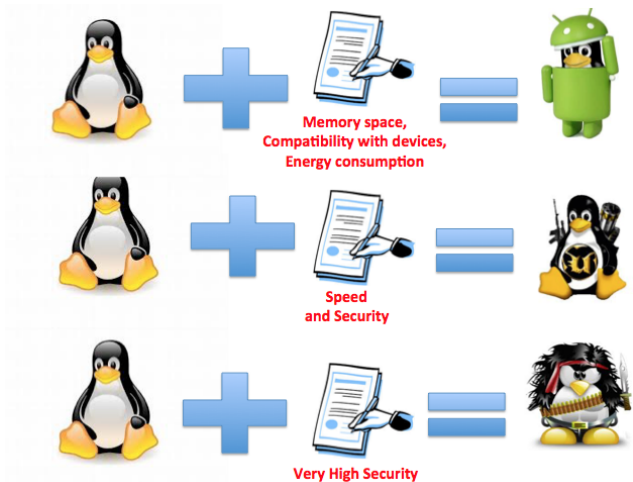 Memory space,
Compatibility with devices,
Energy consumption
Speed
and Security
Very High Security